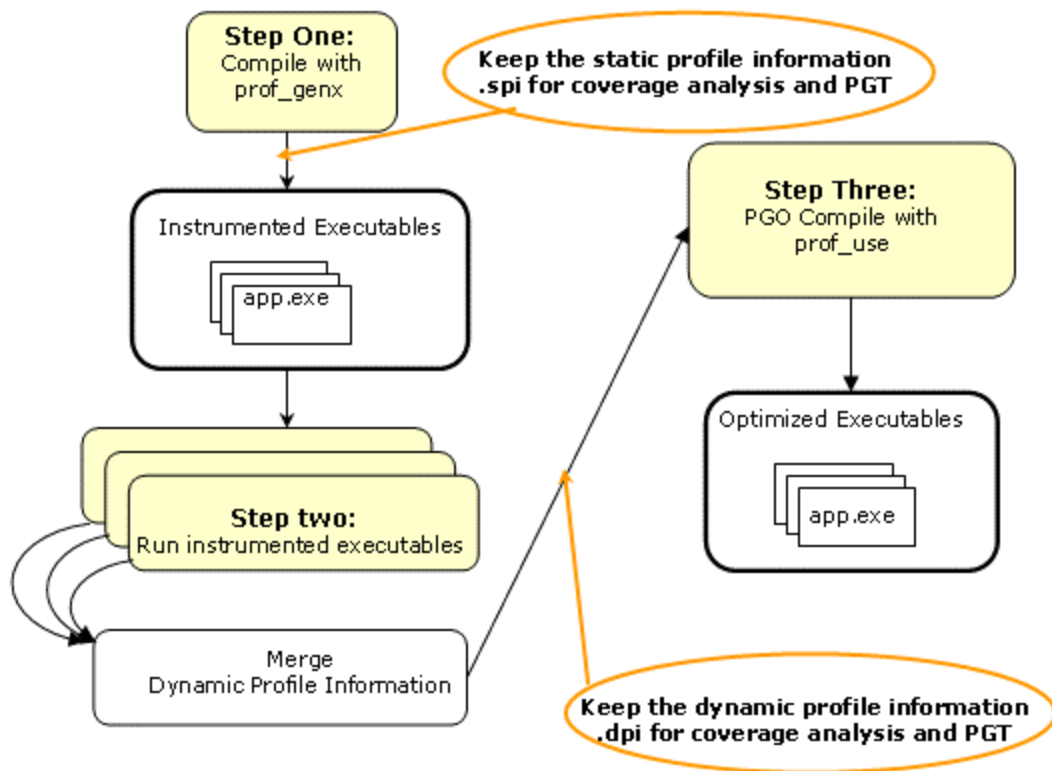 Step One:
Compile with
prof_genx
Keep the static profile information
.spi for coverage analysis and PGT
Instrumented Executables
app.exe
Step two:
Run instrumented executables
Merge
Dynamic Profile Information
Step Three:
PGO Compile with
prof_use
Optimized Executables
app.exe
Keep the dynamic profile information
.dpi for coverage analysis and PGT